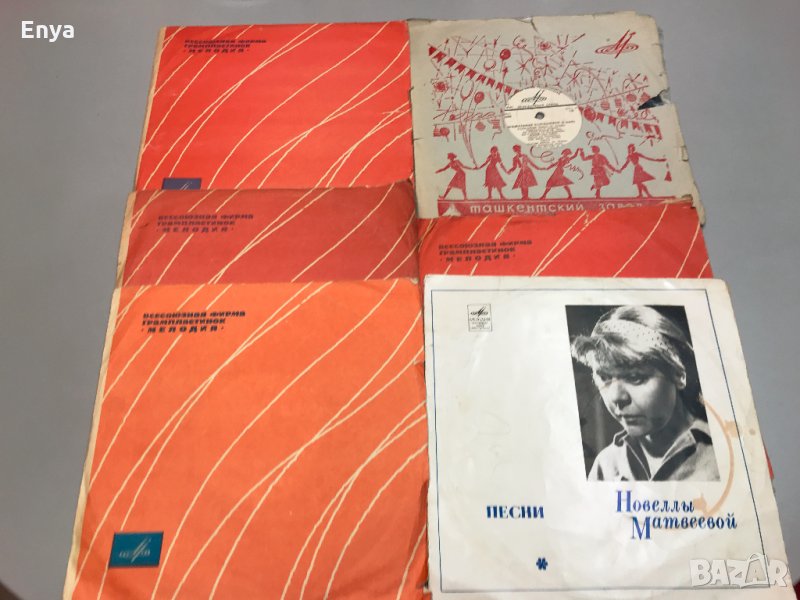 Enya
ВСЕСОЮЗНАЯ ФИРМА
ГРАМПЛАСТИНОК
• МЕЛОДИЯ •
ташкентский завод
ВСЕСОЮЗНАЯ ФИРМА
ГРАМПЛАСТИНОК
• МЕЛОДИЯ •
ВСЕСОЮЗНАЯ ФИРМА
ГРАМПЛАСТИНОК
• МЕЛОДИЯ •
ВСЕСОЮЗНАЯ ФИРМА
ГРАМПЛАСТИНОК
• МЕЛОДИЯ •
ПЕСНИ
Новеллы
Матвеевой
BAZAR